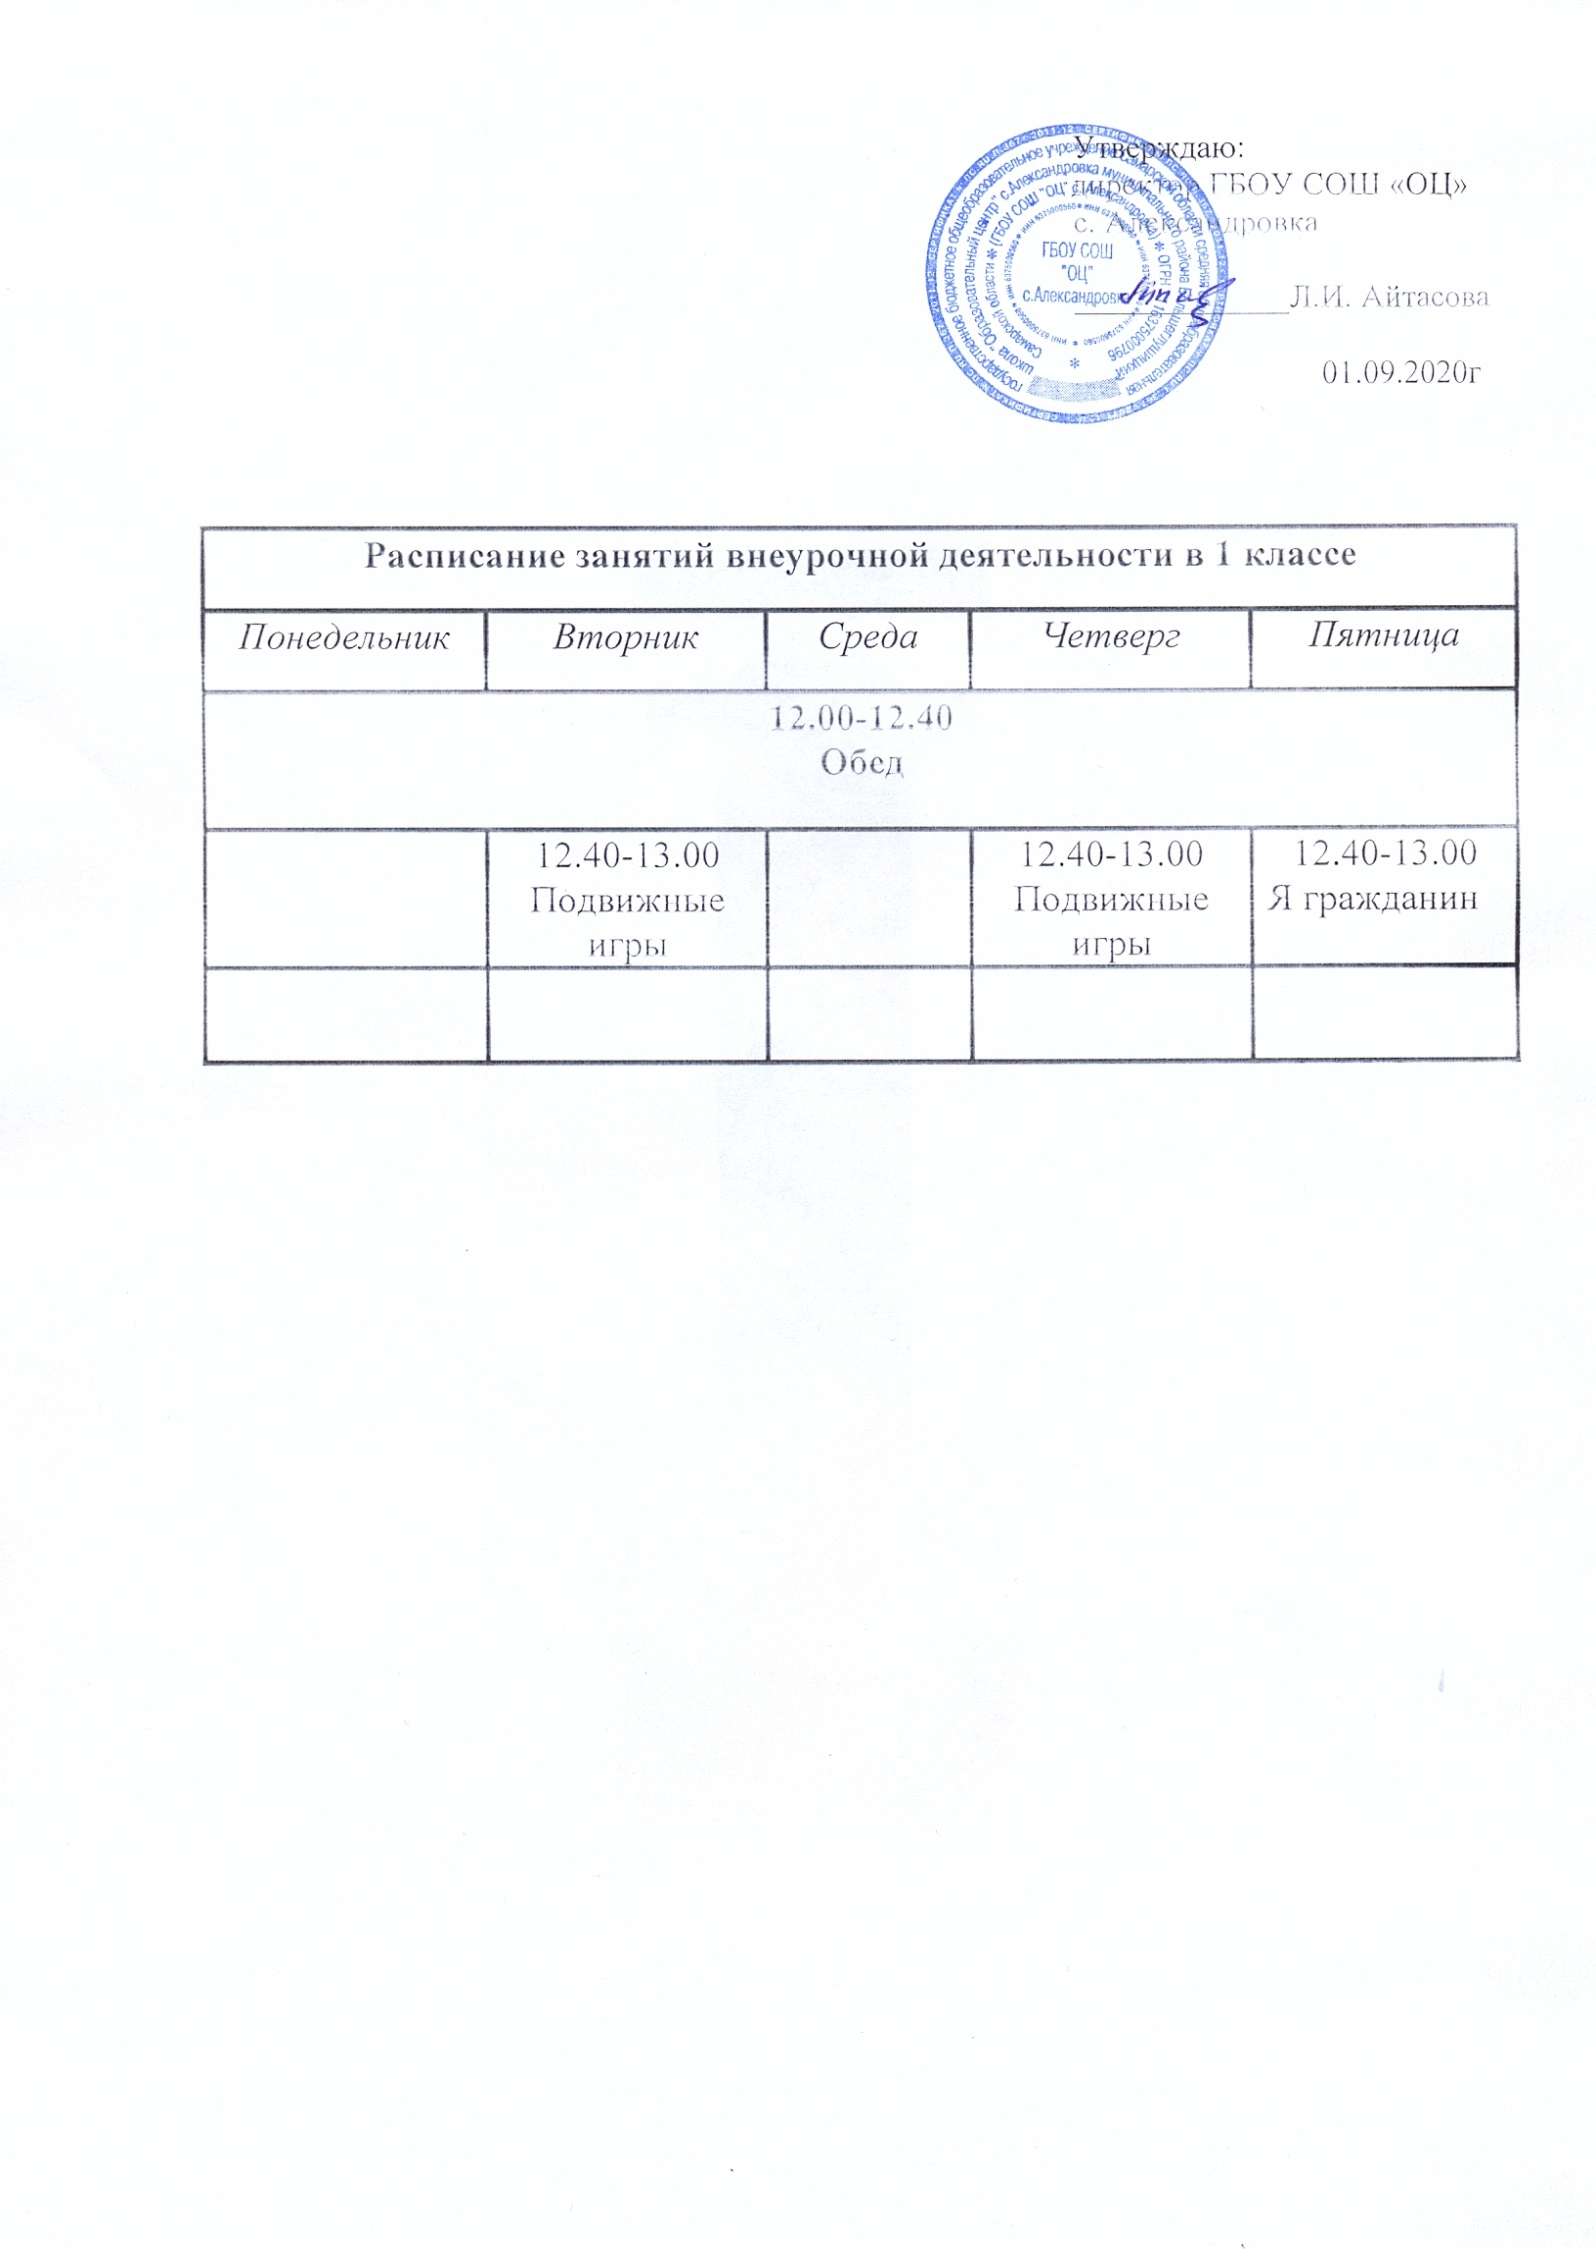 Утверждаю:
директор ГБОУ СОШ «ОЦ»
с. Александровка
Л.И. Айтасова
01.09.2020г
ГБОУ СОШ
"ОЦ"
с.Александровка
Расписание занятий внеурочной деятельности в 1 классе
Понедельник Вторник Среда Четверг Пятница
12.00-12.40
Обед
12.40-13.00 12.40-13.00 12.40-13.00
Подвижные Подвижные Я гражданин
игры игры